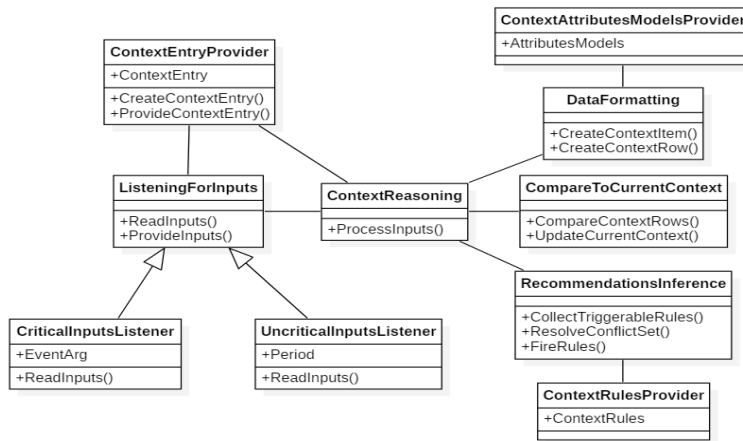 ContextAttributesModelsProvider
+AttributesModels
ContextEntryProvider
+ContextEntry
+CreateContextEntry()
+ProvideContextEntry()
DataFormatting
+CreateContextItem()
+CreateContextRow()
ListeningForInputs
+ReadInputs()
+ProvideInputs()
ContextReasoning
+ProcessInputs()
CompareToCurrentContext
+CompareContextRows()
+UpdateCurrentContext()
RecommendationsInference
+CollectTriggerableRules()
+ResolveConflictSet()
+FireRules()
CriticalInputsListener
+EventArg
+ReadInputs()
UncriticalInputsListener
+Period
+ReadInputs()
ContextRulesProvider
+ContextRules